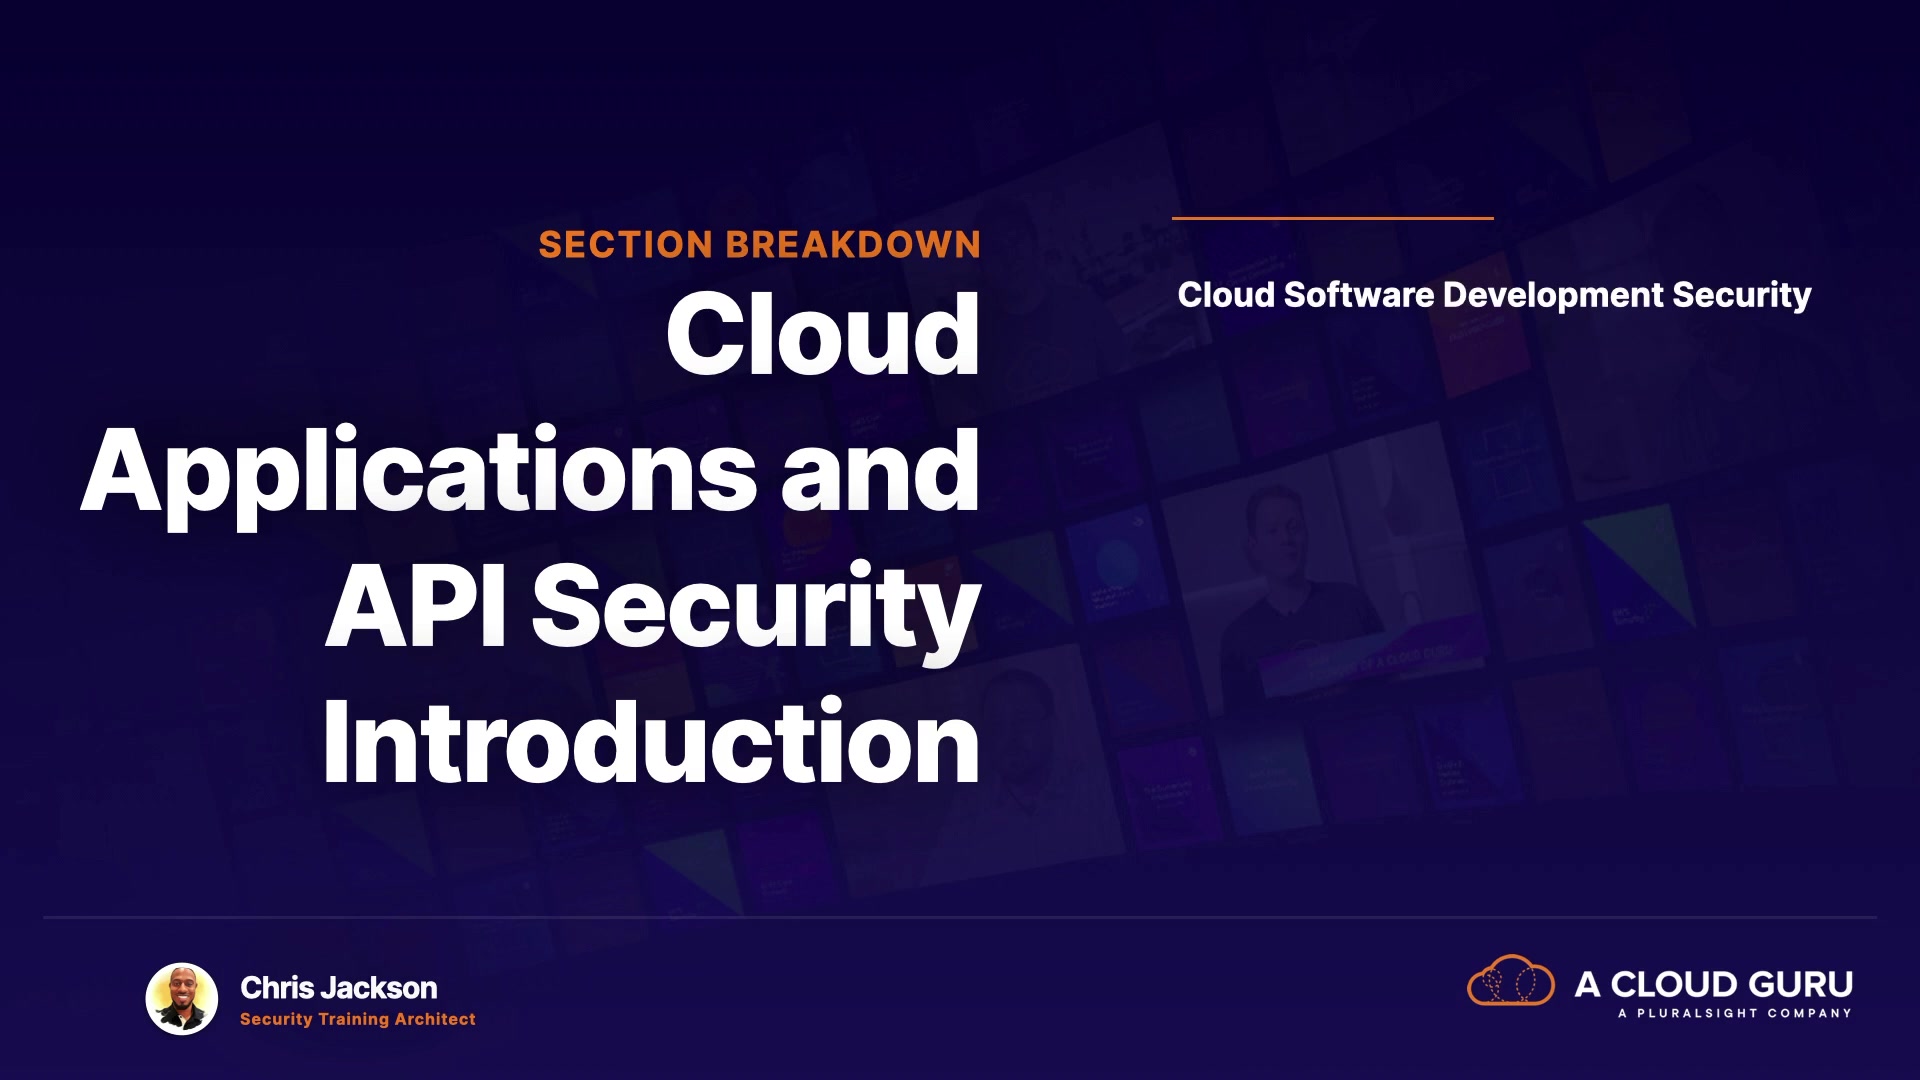 SECTION BREAKDOWN
Cloud
Applications and
API Security
Introduction
Cloud Software Development Security
Chris Jackson
Security Training Architect
A CLOUD GURU
A PLURALSIGHT COMPANY